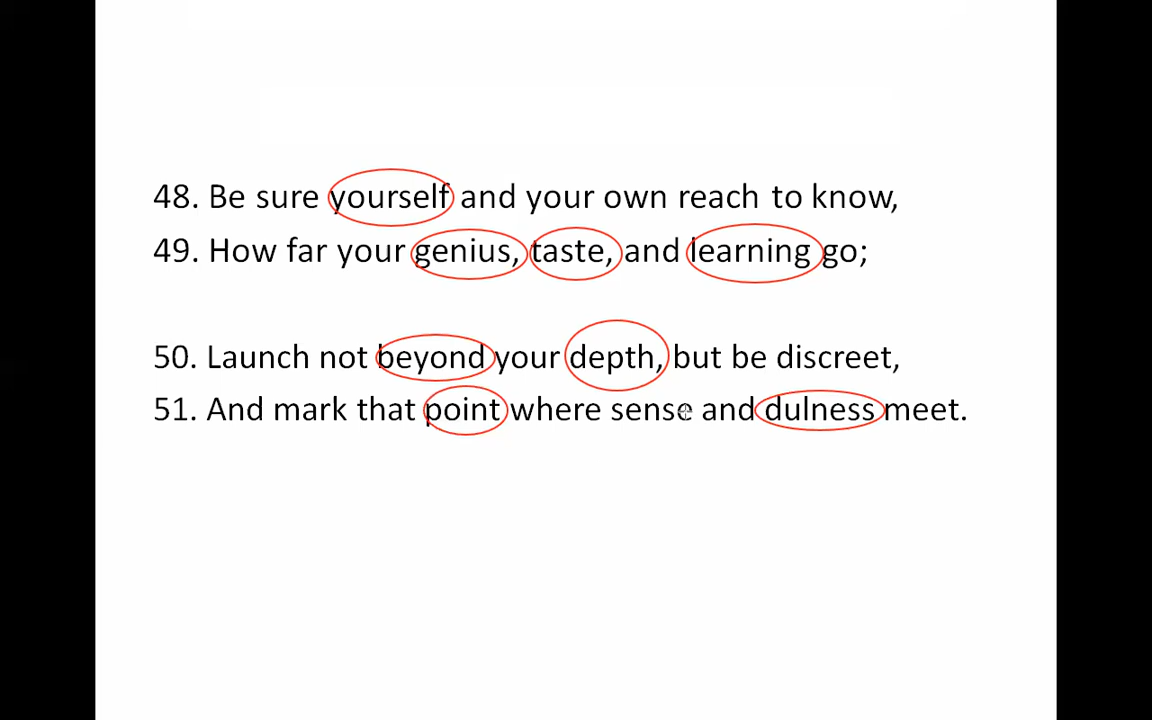 48. Be sure yourself and your own reach to know,
49. How far your genius, taste, and learning go;
50. Launch not beyond your depth, but be discreet,
51. And mark that point where sense and dulness meet.